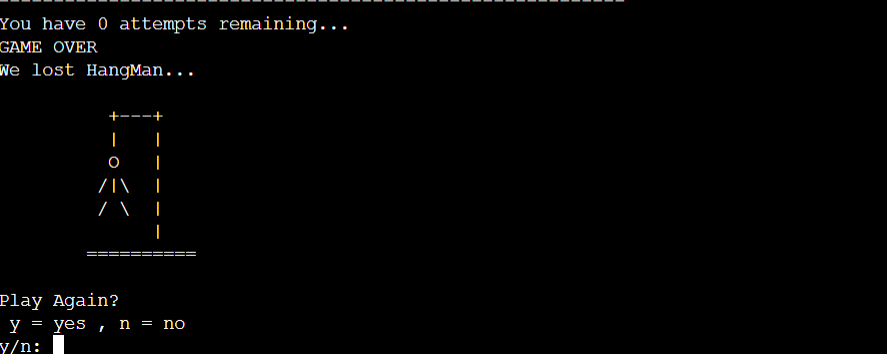 You have 0 attempts remaining...
GAME OVER
We lost HangMan...
+---+
|   |
O   |
/|\  |
/ \  |
|
==========
Play Again?
y = yes , n = no
y/n: